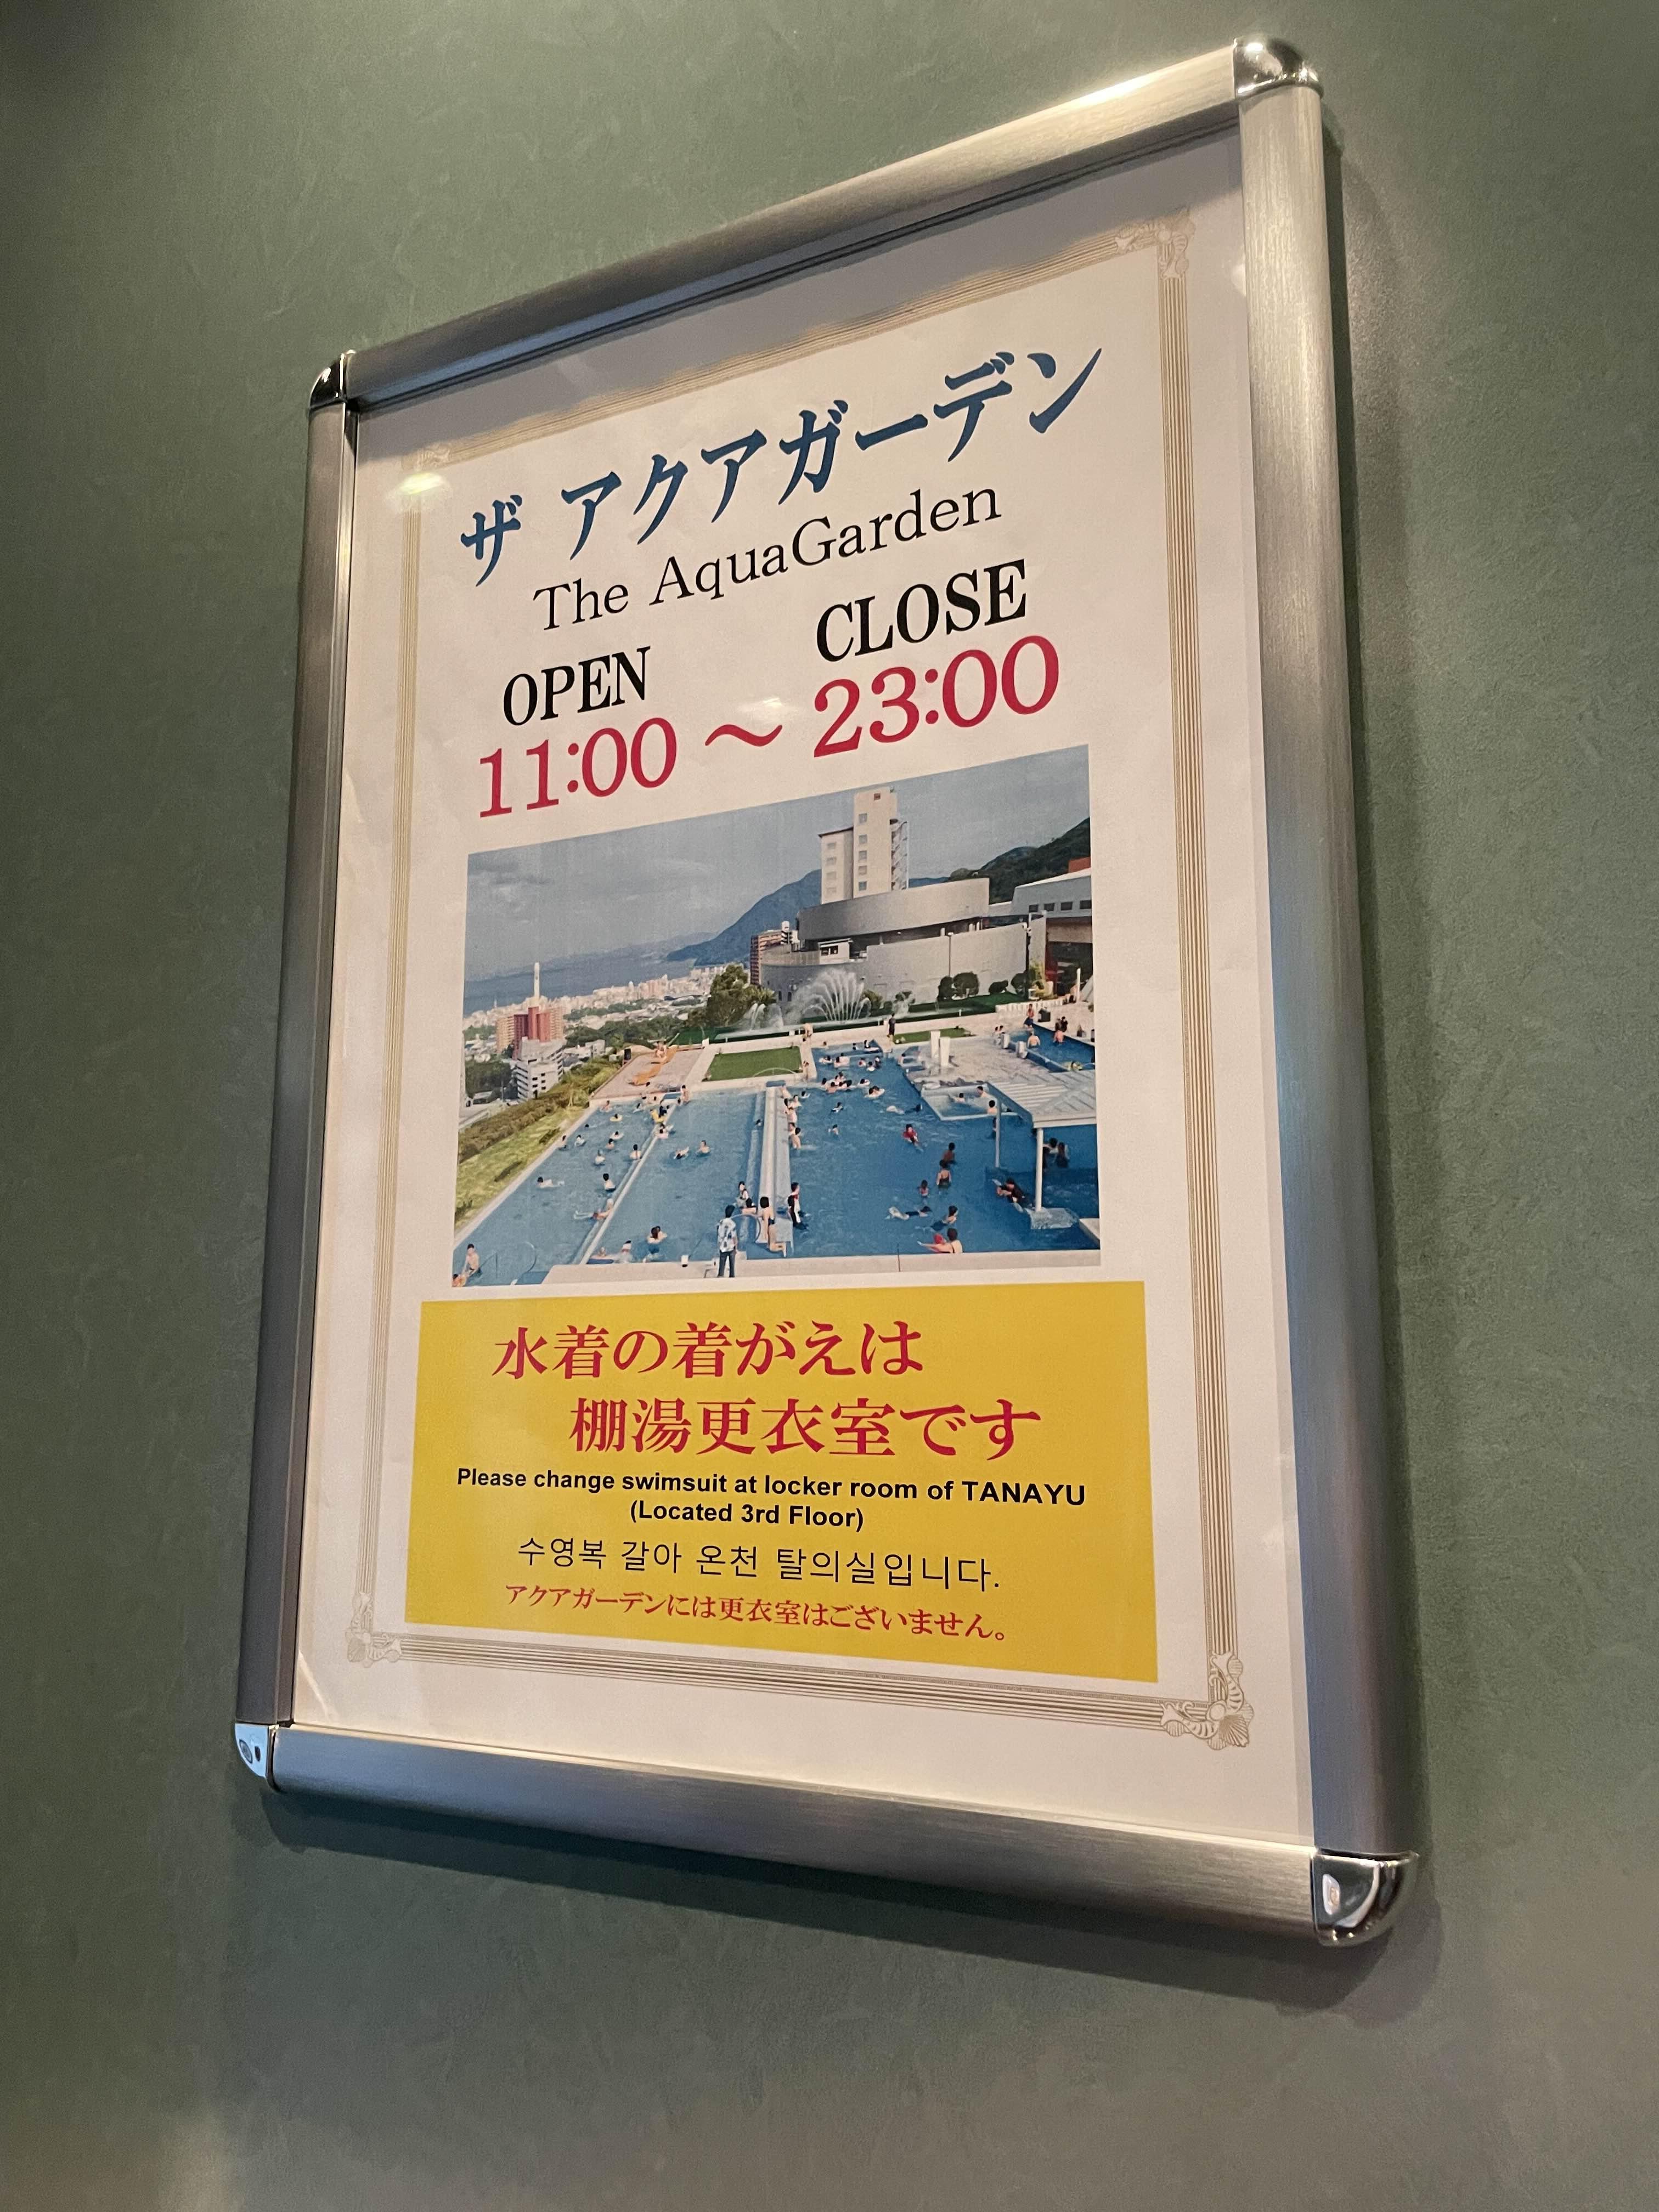 ザ アクアガーデン
The AquaGarden
OPEN CLOSE
11:00 ～ 23:00
水着の着がえは
棚湯更衣室です
Please change swimsuit at locker room of TANAYU
(Located 3rd Floor)
수영복 갈아 온천 탈의실입니다.
アクアガーデンには更衣室はございません。